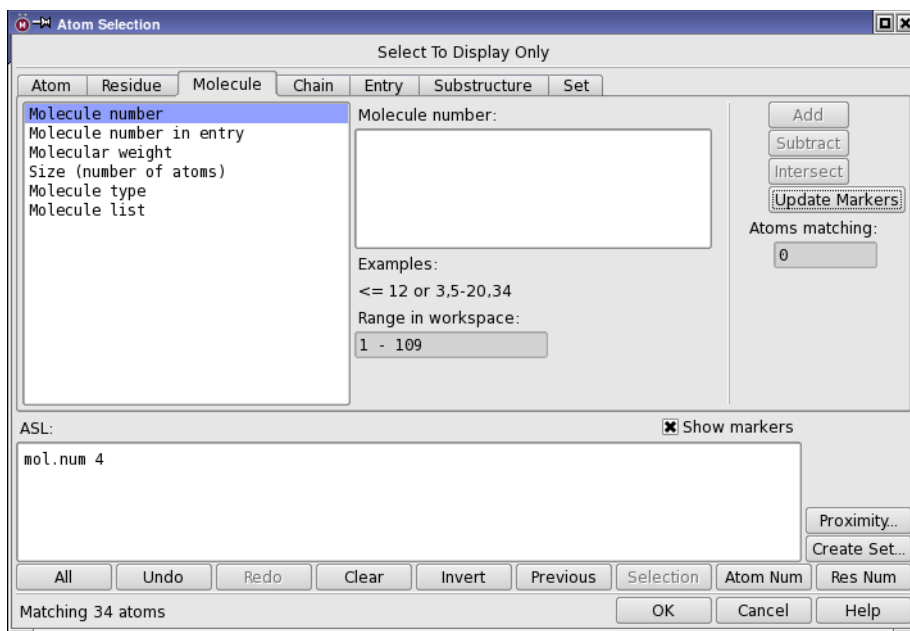 Atom Selection
Select To Display Only
Atom Residue Molecule Chain Entry Substructure Set
Molecule number
Molecule number in entry
Molecular weight
Size (number of atoms)
Molecule type
Molecule list
Molecule number:
Examples:
<= 12 or 3,5-20,34
Range in workspace:
1 - 109
Add
Subtract
Intersect
Update Markers
Atoms matching:
0
ASL:
Show markers
mol.num 4
Proximity...
Create Set...
All Undo Redo Clear Invert Previous Selection Atom Num Res Num
Matching 34 atoms
OK Cancel Help